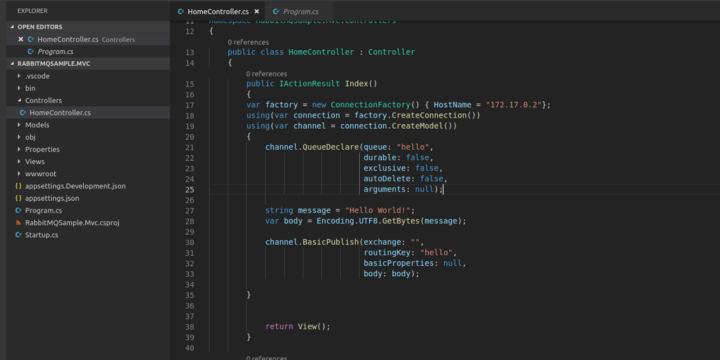 EXPLORER
OPEN EDITORS
HomeController.cs Controllers
Program.cs
RABBITMQSAMPLE.MVC
.vscode
bin
Controllers
HomeController.cs
Models
obj
Properties
Views
wwwroot
appsettings.Development.json
appsettings.json
Program.cs
RabbitMQSample.Mvc.csproj
Startup.cs
HomeController.cs
Program.cs
11 namespace RabbitMQSample.Mvc.Controllers
12 {
0 references
13 public class HomeController : Controller
14 {
0 references
15 public IActionResult Index()
16 {
17 var factory = new ConnectionFactory() { HostName = "172.17.0.2"};
18 using(var connection = factory.CreateConnection())
19 using(var channel = connection.CreateModel())
20 {
21 channel.QueueDeclare(queue: "hello",
22 durable: false,
23 exclusive: false,
24 autoDelete: false,
25 arguments: null);
26
27 string message = "Hello World!";
28 var body = Encoding.UTF8.GetBytes(message);
29
30 channel.BasicPublish(exchange: "",
31 routingKey: "hello",
32 basicProperties: null,
33 body: body);
34
35 }
36
37
38 return View();
39 }
40
0 references